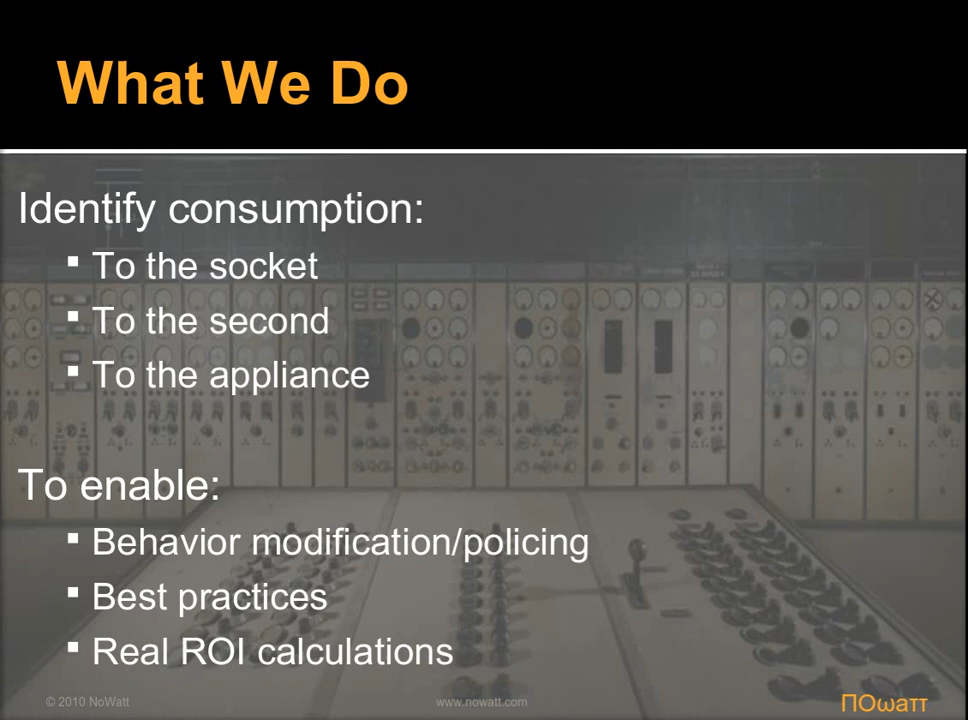 What We Do
Identify consumption:
▪ To the socket
▪ To the second
▪ To the appliance
To enable:
▪ Behavior modification/policing
▪ Best practices
▪ Real ROI calculations
© 2010 NoWatt
www.nowatt.com
ΠΟωαττ